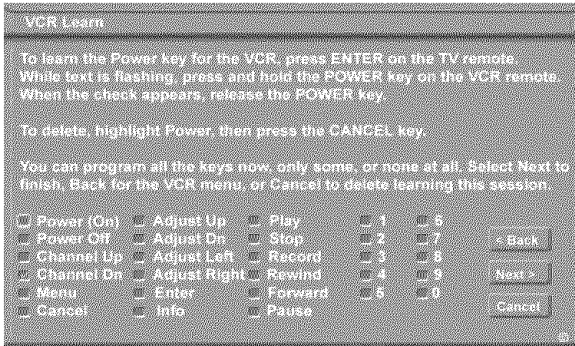 VCR Learn
To learn the Power key for the VCR, press ENTER on the TV remote.
While text is flashing, press and hold the POWER key on the VCR remote.
When the check appears, release the POWER key.
To delete, highlight Power, then press the CANCEL key.
You can program all the keys now, only some, or none at all. Select Next to
finish, Back for the VCR menu, or Cancel to delete learning this session.
Power (On) Adjust Up Play 1 6
Power Off Adjust Dn Stop 2 7 < Back
Channel Up Adjust Left Record 3 8
Channel Dn Adjust Right Rewind 4 9 Next >
Menu Enter Forward 5 0
Cancel Info Pause Cancel